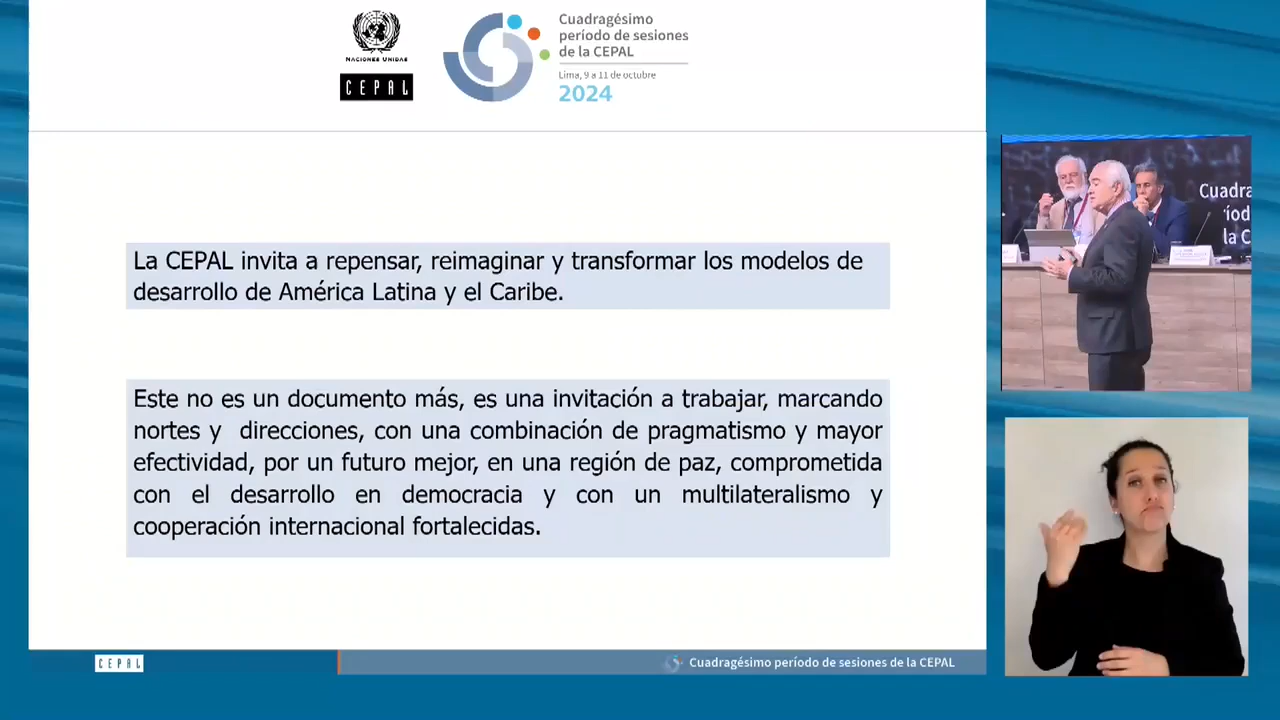 NACIONES UNIDAS
CEPAL
Cuadragésimo
período de sesiones
de la CEPAL
Lima, 9 a 11 de octubre
2024
La CEPAL invita a repensar, reimaginar y transformar los modelos de
desarrollo de América Latina y el Caribe.
Este no es un documento más, es una invitación a trabajar, marcando
nortes y direcciones, con una combinación de pragmatismo y mayor
efectividad, por un futuro mejor, en una región de paz, comprometida
con el desarrollo en democracia y con un multilateralismo y
cooperación internacional fortalecidas.
Cuadra
íod
la C
CEPAL
Cuadragésimo período de sesiones de la CEPAL